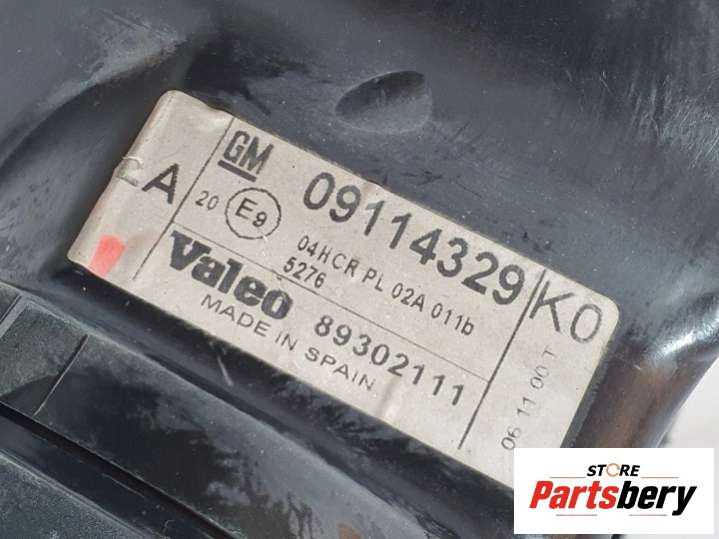 A
GM
09114329
K0
20 E9
04HCR PL 02A 011b
5276
Valeo
89302111
MADE IN SPAIN
06 11 00 T
STORE
Partsbery